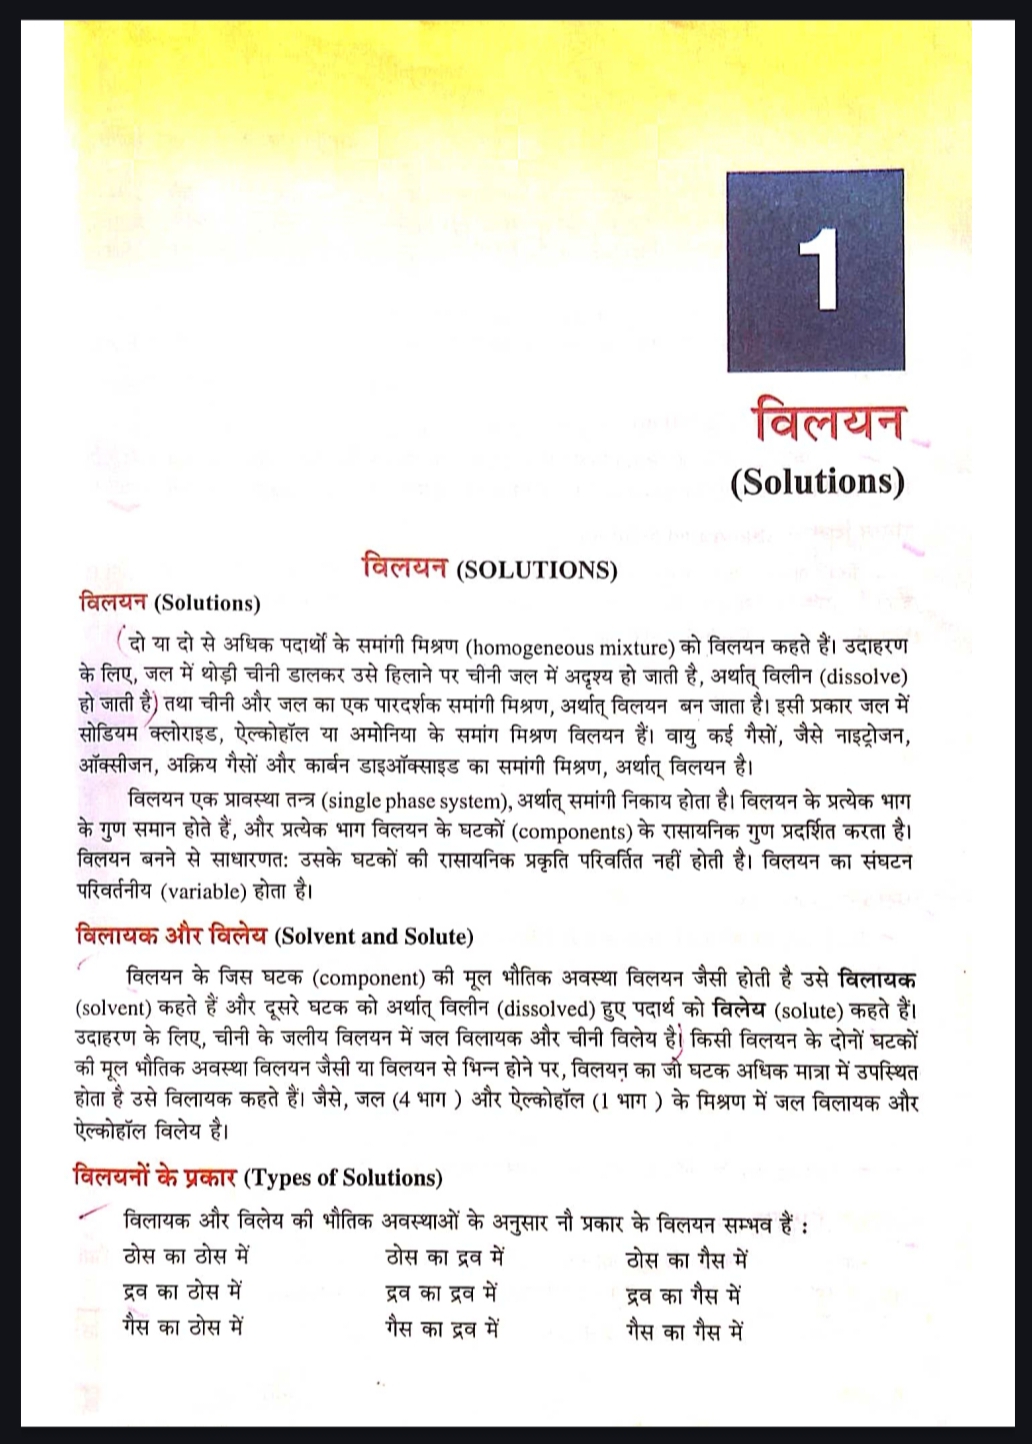 1
विलयन
(Solutions)
विलयन (SOLUTIONS)
विलयन (Solutions)
दो या दो से अधिक पदार्थों के समांगी मिश्रण (homogeneous mixture) को विलयन कहते हैं। उदाहरण
के लिए, जल में थोड़ी चीनी डालकर उसे हिलाने पर चीनी जल में अदृश्य हो जाती है, अर्थात् विलीन (dissolve)
हो जाती है) तथा चीनी और जल का एक पारदर्शक समांगी मिश्रण, अर्थात् विलयन बन जाता है। इसी प्रकार जल में
सोडियम क्लोराइड, ऐल्कोहॉल या अमोनिया के समांग मिश्रण विलयन हैं। वायु कई गैसों, जैसे नाइट्रोजन,
ऑक्सीजन, अक्रिय गैसों और कार्बन डाइऑक्साइड का समांगी मिश्रण, अर्थात् विलयन है।
विलयन एक प्रावस्था तन्त्र (single phase system), अर्थात् समांगी निकाय होता है। विलयन के प्रत्येक भाग
के गुण समान होते हैं, और प्रत्येक भाग विलयन के घटकों (components) के रासायनिक गुण प्रदर्शित करता है।
विलयन बनने से साधारणत: उसके घटकों की रासायनिक प्रकृति परिवर्तित नहीं होती है। विलयन का संघटन
परिवर्तनीय (variable) होता है।
विलायक और विलेय (Solvent and Solute)
विलयन के जिस घटक (component) की मूल भौतिक अवस्था विलयन जैसी होती है उसे विलायक
(solvent) कहते हैं और दूसरे घटक को अर्थात् विलीन (dissolved) हुए पदार्थ को विलेय (solute) कहते हैं।
उदाहरण के लिए, चीनी के जलीय विलयन में जल विलायक और चीनी विलेय है। किसी विलयन के दोनों घटकों
की मूल भौतिक अवस्था विलयन जैसी या विलयन से भिन्न होने पर, विलयन का जो घटक अधिक मात्रा में उपस्थित
होता है उसे विलायक कहते हैं। जैसे, जल (4 भाग ) और ऐल्कोहॉल (1 भाग ) के मिश्रण में जल विलायक और
ऐल्कोहॉल विलेय है।
विलयनों के प्रकार (Types of Solutions)
विलायक और विलेय की भौतिक अवस्थाओं के अनुसार नौ प्रकार के विलयन सम्भव हैं :
ठोस का ठोस में ठोस का द्रव में ठोस का गैस में
द्रव का ठोस में द्रव का द्रव में द्रव का गैस में
गैस का ठोस में गैस का द्रव में गैस का गैस में